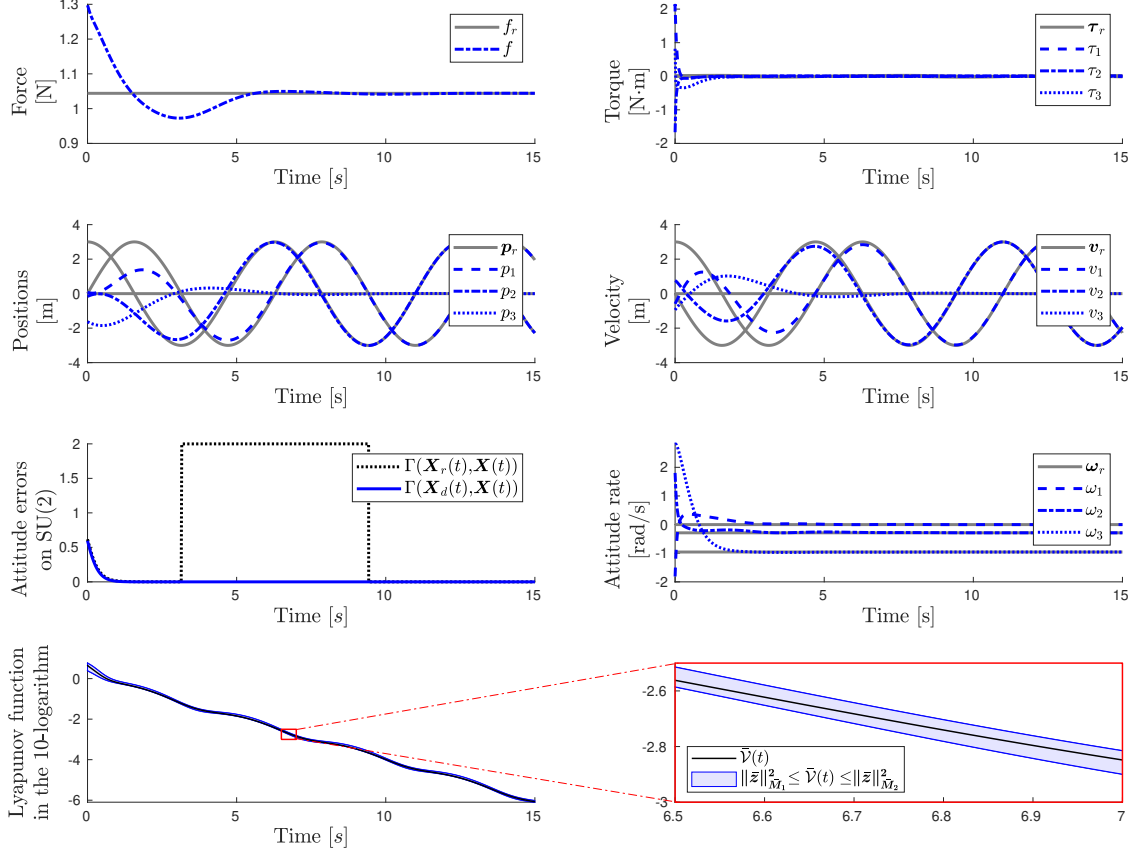 1.3
1.2
1.1
1
0.9
Force
[N]
f_r
f
0
5
10
15
Time [s]
2
1
0
-1
-2
Torque
[N·m]
τ_r
τ_1
τ_2
τ_3
0
5
10
15
Time [s]
4
2
0
-2
-4
Positions
[m]
p_r
p_1
p_2
p_3
0
5
10
15
Time [s]
4
2
0
-2
-4
Velocity
[m]
v_r
v_1
v_2
v_3
0
5
10
15
Time [s]
2
1.5
1
0.5
0
Attitude errors
on SU(2)
Γ(X_r(t),X(t))
Γ(X_d(t),X(t))
0
5
10
15
Time [s]
2
1
0
-1
-2
Attitude rate
[rad/s]
ω_r
ω_1
ω_2
ω_3
0
5
10
15
Time [s]
0
-2
-4
-6
Lyapunov function
in the 10-logarithm
0
5
10
15
Time [s]
-2.6
-2.8
-3
V̄(t)
||z̄||²_M̄₁ ≤ V̄(t) ≤ ||z̄||²_M̄₂
6.5
6.6
6.7
6.8
6.9
7